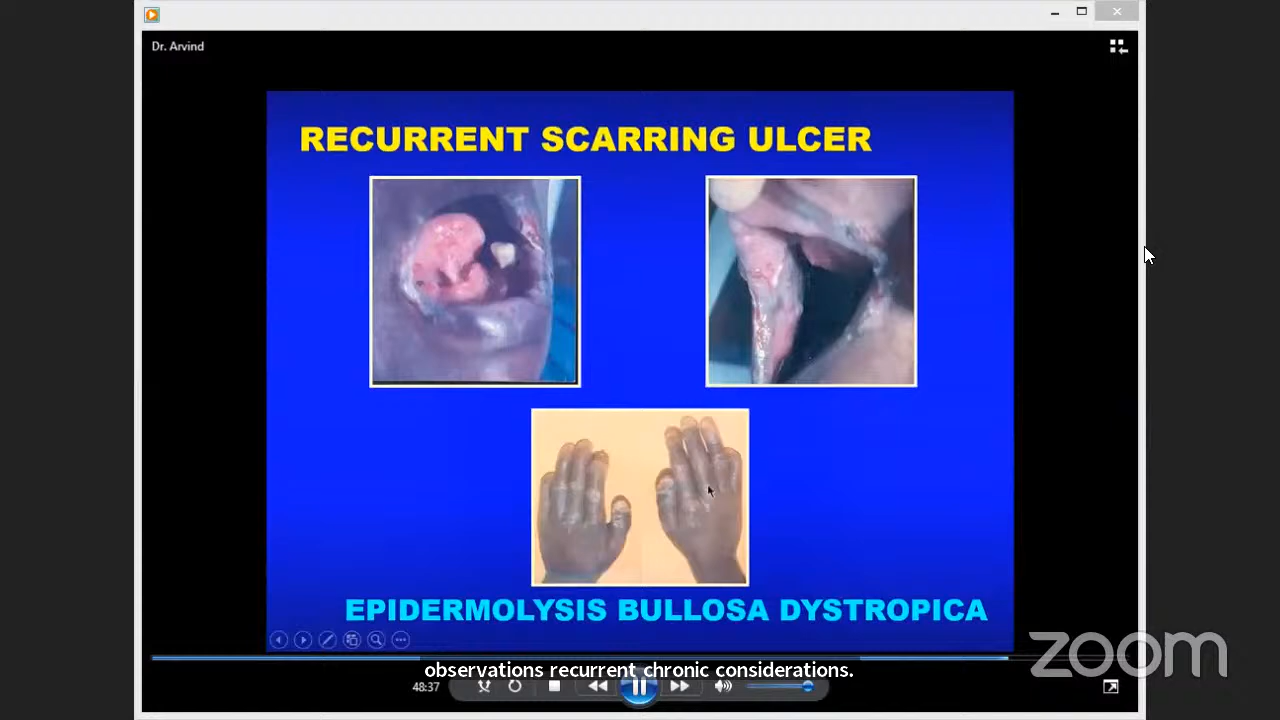 Dr. Arvind
RECURRENT SCARRING ULCER
EPIDERMOLYSIS BULLOSA DYSTROPICA
observations recurrent chronic considerations.
48:37
zoom